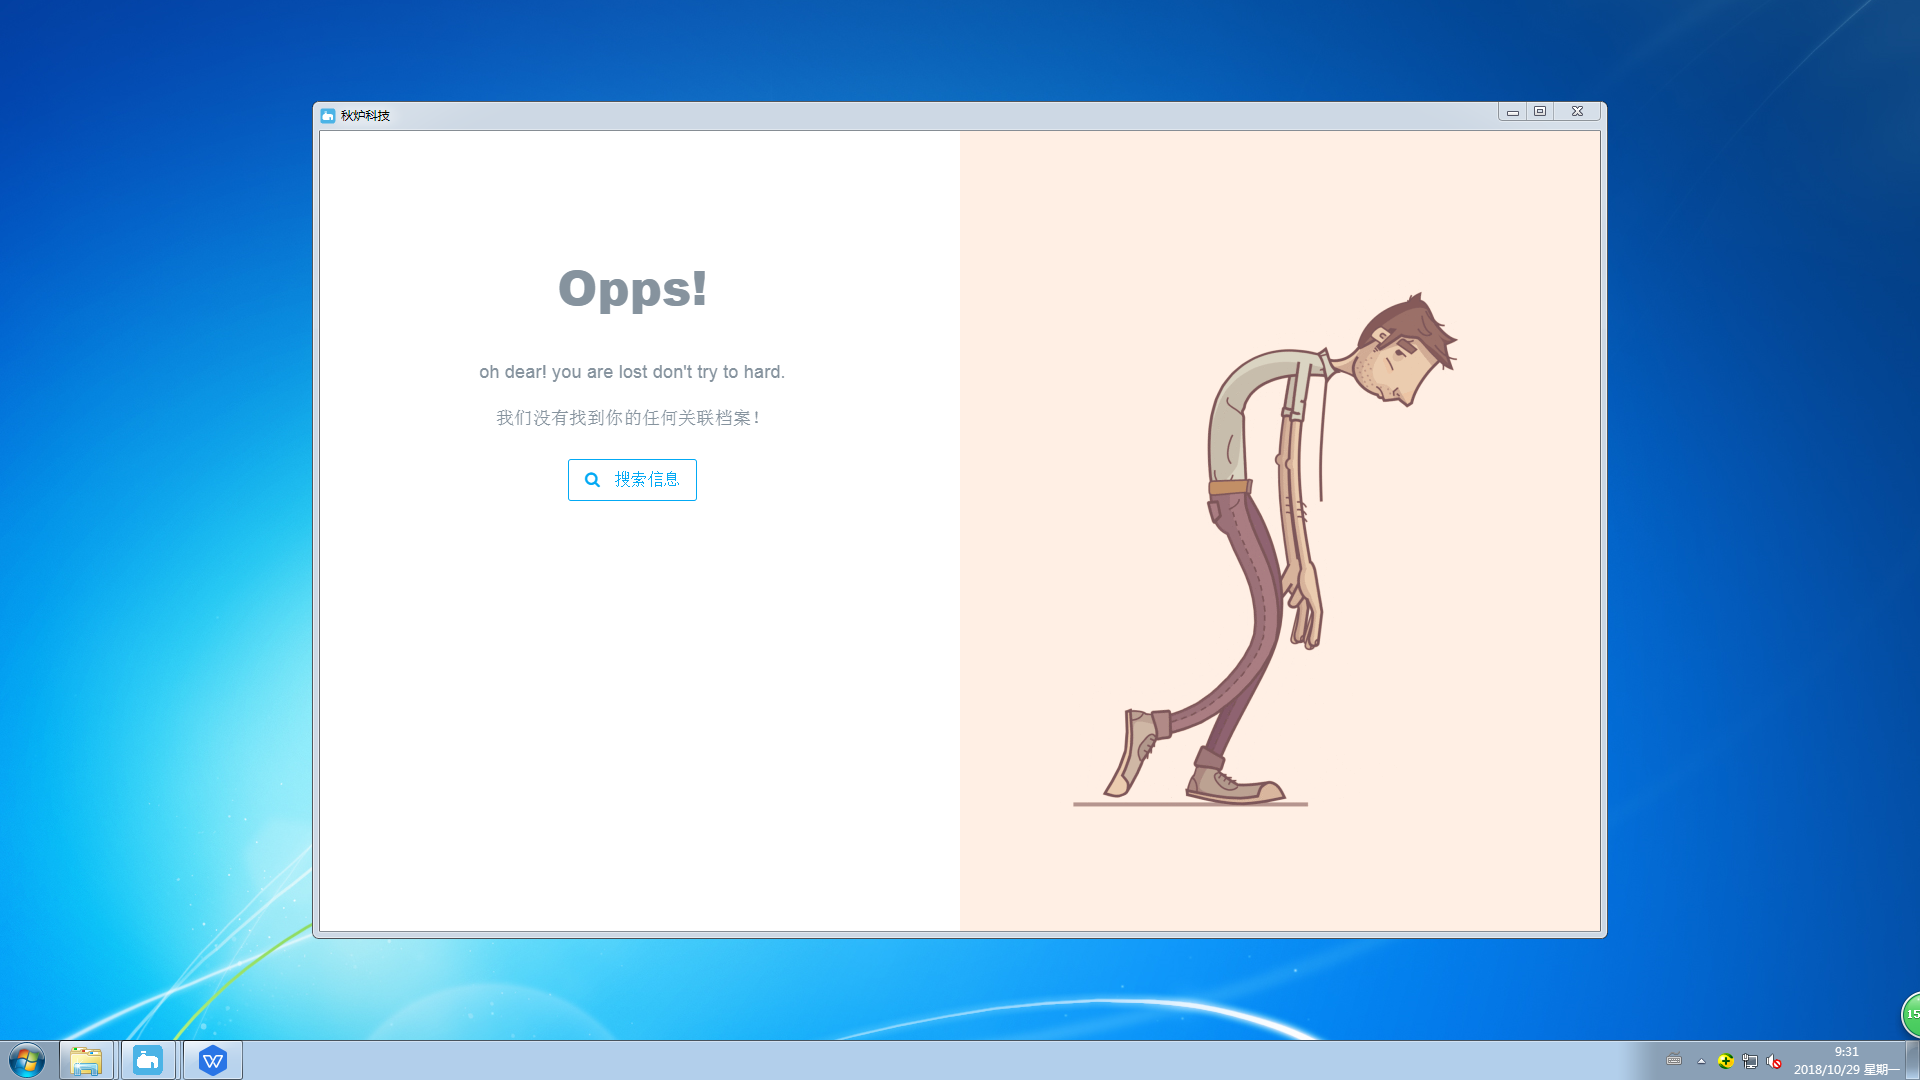 秋炉科技
Opps!
oh dear! you are lost don't try to hard.
我们没有找到你的任何关联档案!
搜索信息
15
9:31
2018/10/29 星期一